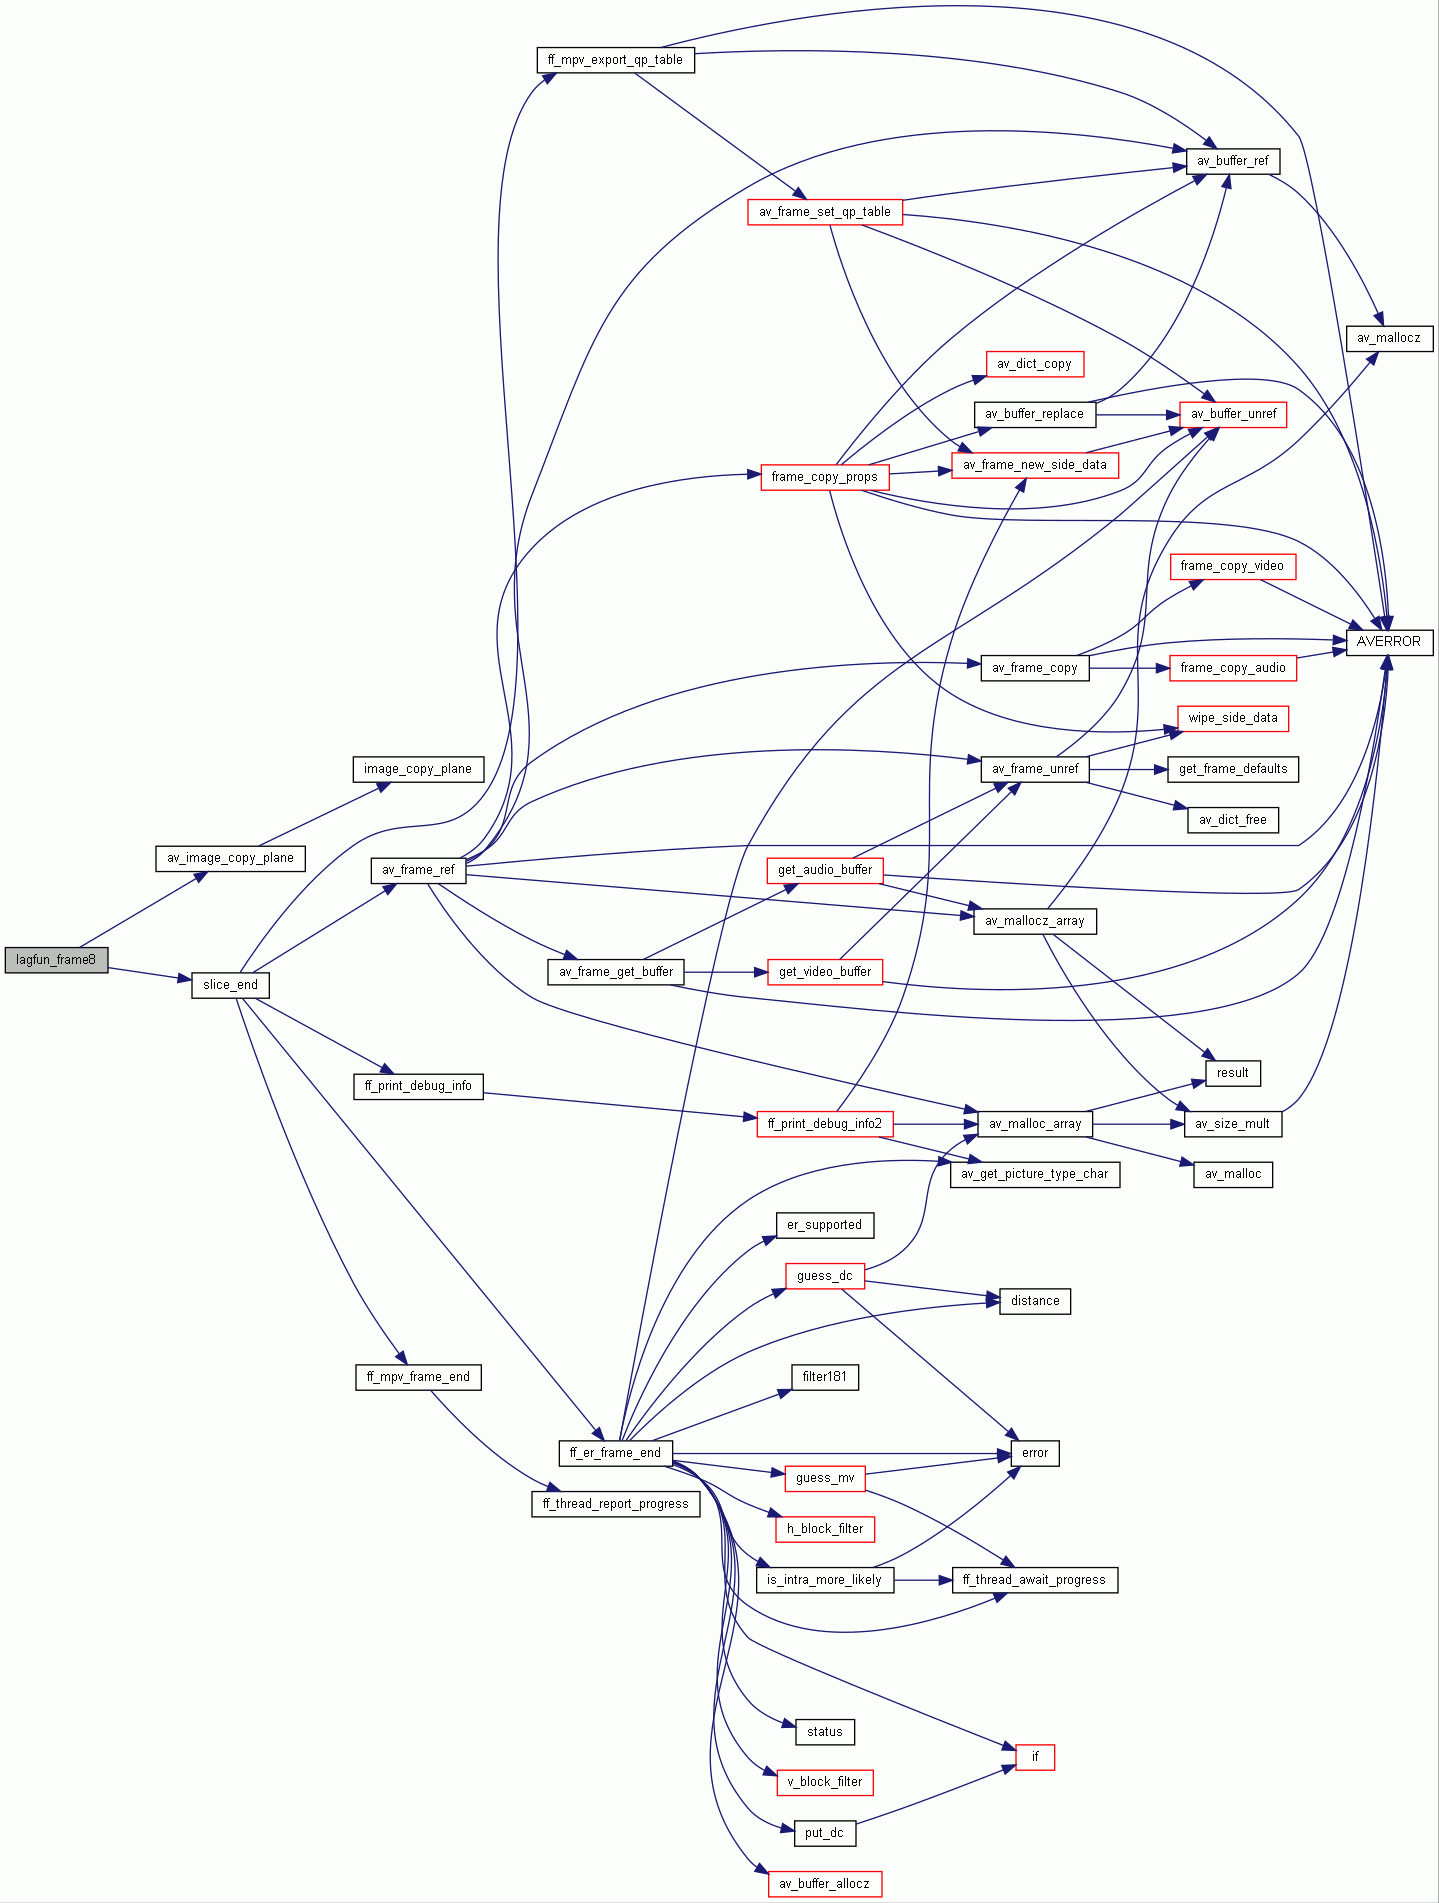 ff_mpv_export_qp_table
av_buffer_ref
av_frame_set_qp_table
av_mallocz
av_dict_copy
av_buffer_replace
av_buffer_unref
av_frame_new_side_data
frame_copy_props
frame_copy_video
AVERROR
av_frame_copy
frame_copy_audio
wipe_side_data
image_copy_plane
av_frame_unref
get_frame_defaults
av_dict_free
av_image_copy_plane
av_frame_ref
get_audio_buffer
av_mallocz_array
lagfun_frame8
slice_end
av_frame_get_buffer
get_video_buffer
result
ff_print_debug_info
ff_print_debug_info2
av_malloc_array
av_size_mult
av_get_picture_type_char
av_malloc
er_supported
guess_dc
distance
ff_mpv_frame_end
filter181
ff_er_frame_end
error
guess_mv
ff_thread_report_progress
h_block_filter
is_intra_more_likely
ff_thread_await_progress
status
if
v_block_filter
put_dc
av_buffer_allocz